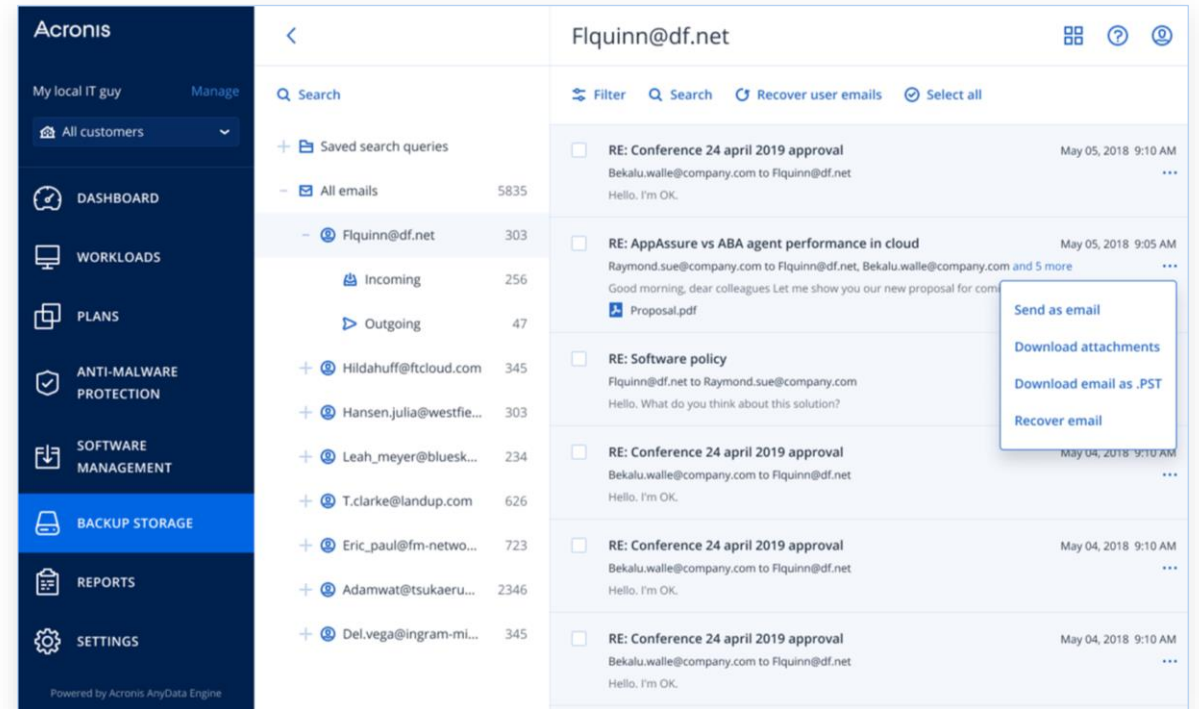 Acronis
My local IT guy
Manage
All customers
DASHBOARD
WORKLOADS
PLANS
ANTI-MALWARE
PROTECTION
SOFTWARE
MANAGEMENT
BACKUP STORAGE
REPORTS
SETTINGS
Powered by Acronis AnyData Engine
Search
Saved search queries
All emails 5835
Flquinn@df.net 303
Incoming 256
Outgoing 47
Hildahuff@ftcloud.com 345
Hansen.julia@westfie... 303
Leah_meyer@bluesk... 234
T.clarke@landup.com 626
Eric_paul@fm-netwo... 723
Adamwat@tsukaeru... 2346
Del.vega@ingram-mi... 345
Flquinn@df.net
Filter Search Recover user emails Select all
RE: Conference 24 april 2019 approval May 05, 2018 9:10 AM
Bekalu.walle@company.com to Flquinn@df.net
Hello. I'm OK.
RE: AppAssure vs ABA agent performance in cloud May 05, 2018 9:05 AM
Raymond.sue@company.com to Flquinn@df.net, Bekalu.walle@company.com and 5 more
Good morning, dear colleagues Let me show you our new proposal for com
Proposal.pdf
Send as email
Download attachments
Download email as .PST
Recover email
RE: Software policy
Flquinn@df.net to Raymond.sue@company.com
Hello. What do you think about this solution?
RE: Conference 24 april 2019 approval May 04, 2018 9:10 AM
Bekalu.walle@company.com to Flquinn@df.net
Hello. I'm OK.
RE: Conference 24 april 2019 approval May 04, 2018 9:10 AM
Bekalu.walle@company.com to Flquinn@df.net
Hello. I'm OK.
RE: Conference 24 april 2019 approval May 04, 2018 9:10 AM
Bekalu.walle@company.com to Flquinn@df.net
Hello. I'm OK.